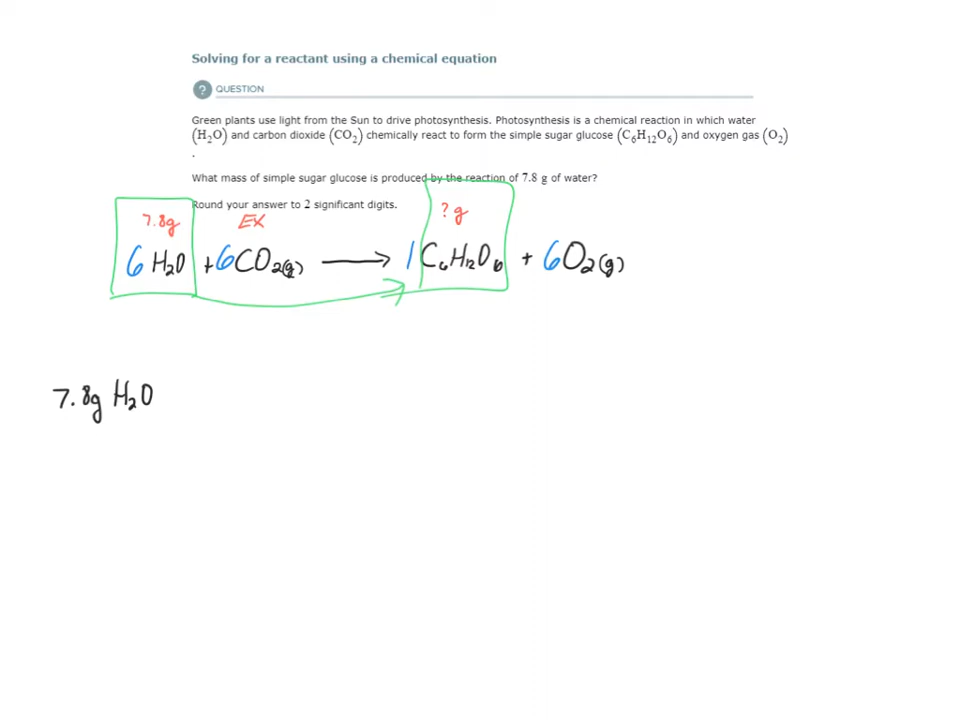 Solving for a reactant using a chemical equation
? QUESTION
Green plants use light from the Sun to drive photosynthesis. Photosynthesis is a chemical reaction in which water
(H₂O) and carbon dioxide (CO₂) chemically react to form the simple sugar glucose (C₆H₁₂O₆) and oxygen gas (O₂)
.
What mass of simple sugar glucose is produced by the reaction of 7.8 g of water?
Round your answer to 2 significant digits.
7.8g EX ? g
6 H₂O + 6CO₂(g) ⟶ 1 C₆H₁₂O₆ + 6O₂(g)
7.8g H₂O